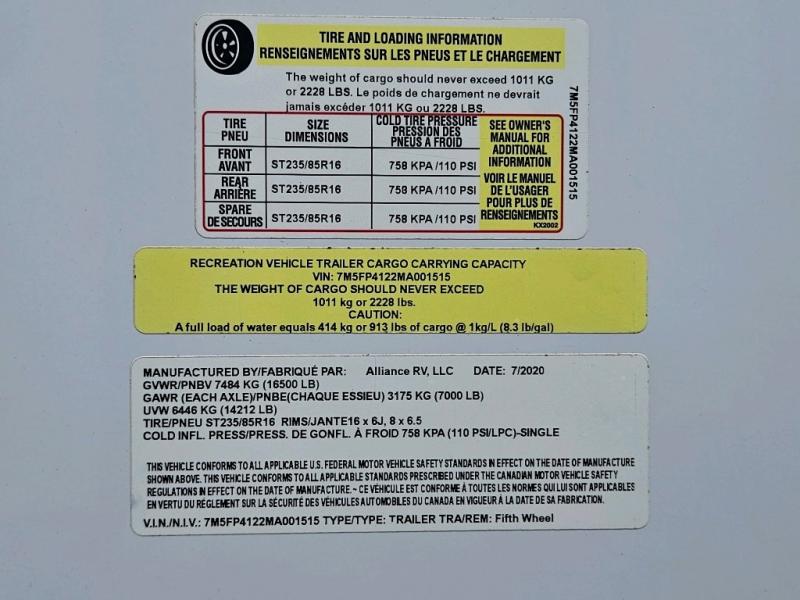 TIRE AND LOADING INFORMATION
RENSEIGNEMENTS SUR LES PNEUS ET LE CHARGEMENT
The weight of cargo should never exceed 1011 KG
or 2228 LBS. Le poids de chargement ne devrait
jamais excéder 1011 KG ou 2228 LBS.
TIRE PNEU SIZE DIMENSIONS COLD TIRE PRESSURE PRESSION DES PNEUS A FROID
FRONT AVANT ST235/85R16 758 KPA /110 PSI
REAR ARRIÈRE ST235/85R16 758 KPA /110 PSI
SPARE DE SECOURS ST235/85R16 758 KPA /110 PSI
SEE OWNER'S
MANUAL FOR
ADDITIONAL
INFORMATION
VOIR LE MANUEL
DE L'USAGER
POUR PLUS DE
RENSEIGNEMENTS
KX2002
7M5FP4122MA001515
RECREATION VEHICLE TRAILER CARGO CARRYING CAPACITY
VIN: 7M5FP4122MA001515
THE WEIGHT OF CARGO SHOULD NEVER EXCEED
1011 kg or 2228 lbs.
CAUTION:
A full load of water equals 414 kg or 913 lbs of cargo @ 1kg/L (8.3 lb/gal)
MANUFACTURED BY/FABRIQUÉ PAR: Alliance RV, LLC DATE: 7/2020
GVWR/PNBV 7484 KG (16500 LB)
GAWR (EACH AXLE)/PNBE(CHAQUE ESSIEU) 3175 KG (7000 LB)
UVW 6446 KG (14212 LB)
TIRE/PNEU ST235/85R16 RIMS/JANTE16 x 6J, 8 x 6.5
COLD INFL. PRESS/PRESS. DE GONFL. À FROID 758 KPA (110 PSI/LPC)-SINGLE
THIS VEHICLE CONFORMS TO ALL APPLICABLE U.S. FEDERAL MOTOR VEHICLE SAFETY STANDARDS IN EFFECT ON THE DATE OF MANUFACTURE
SHOWN ABOVE. THIS VEHICLE CONFORMS TO ALL APPLICABLE STANDARDS PRESCRIBED UNDER THE CANADIAN MOTOR VEHICLE SAFETY
REGULATIONS IN EFFECT ON THE DATE OF MANUFACTURE. ~ CE VÉHICULE EST CONFORME À TOUTES LES NORMES QUI LUI SONT APPLICABLES
EN VERTU DU RÈGLEMENT SUR LA SÉCURITÉ DES VÉHICULES AUTOMOBILES DU CANADA EN VIGUEUR À LA DATE DE SA FABRICATION.
V.I.N./N.I.V.: 7M5FP4122MA001515 TYPE/TYPE: TRAILER TRA/REM: Fifth Wheel